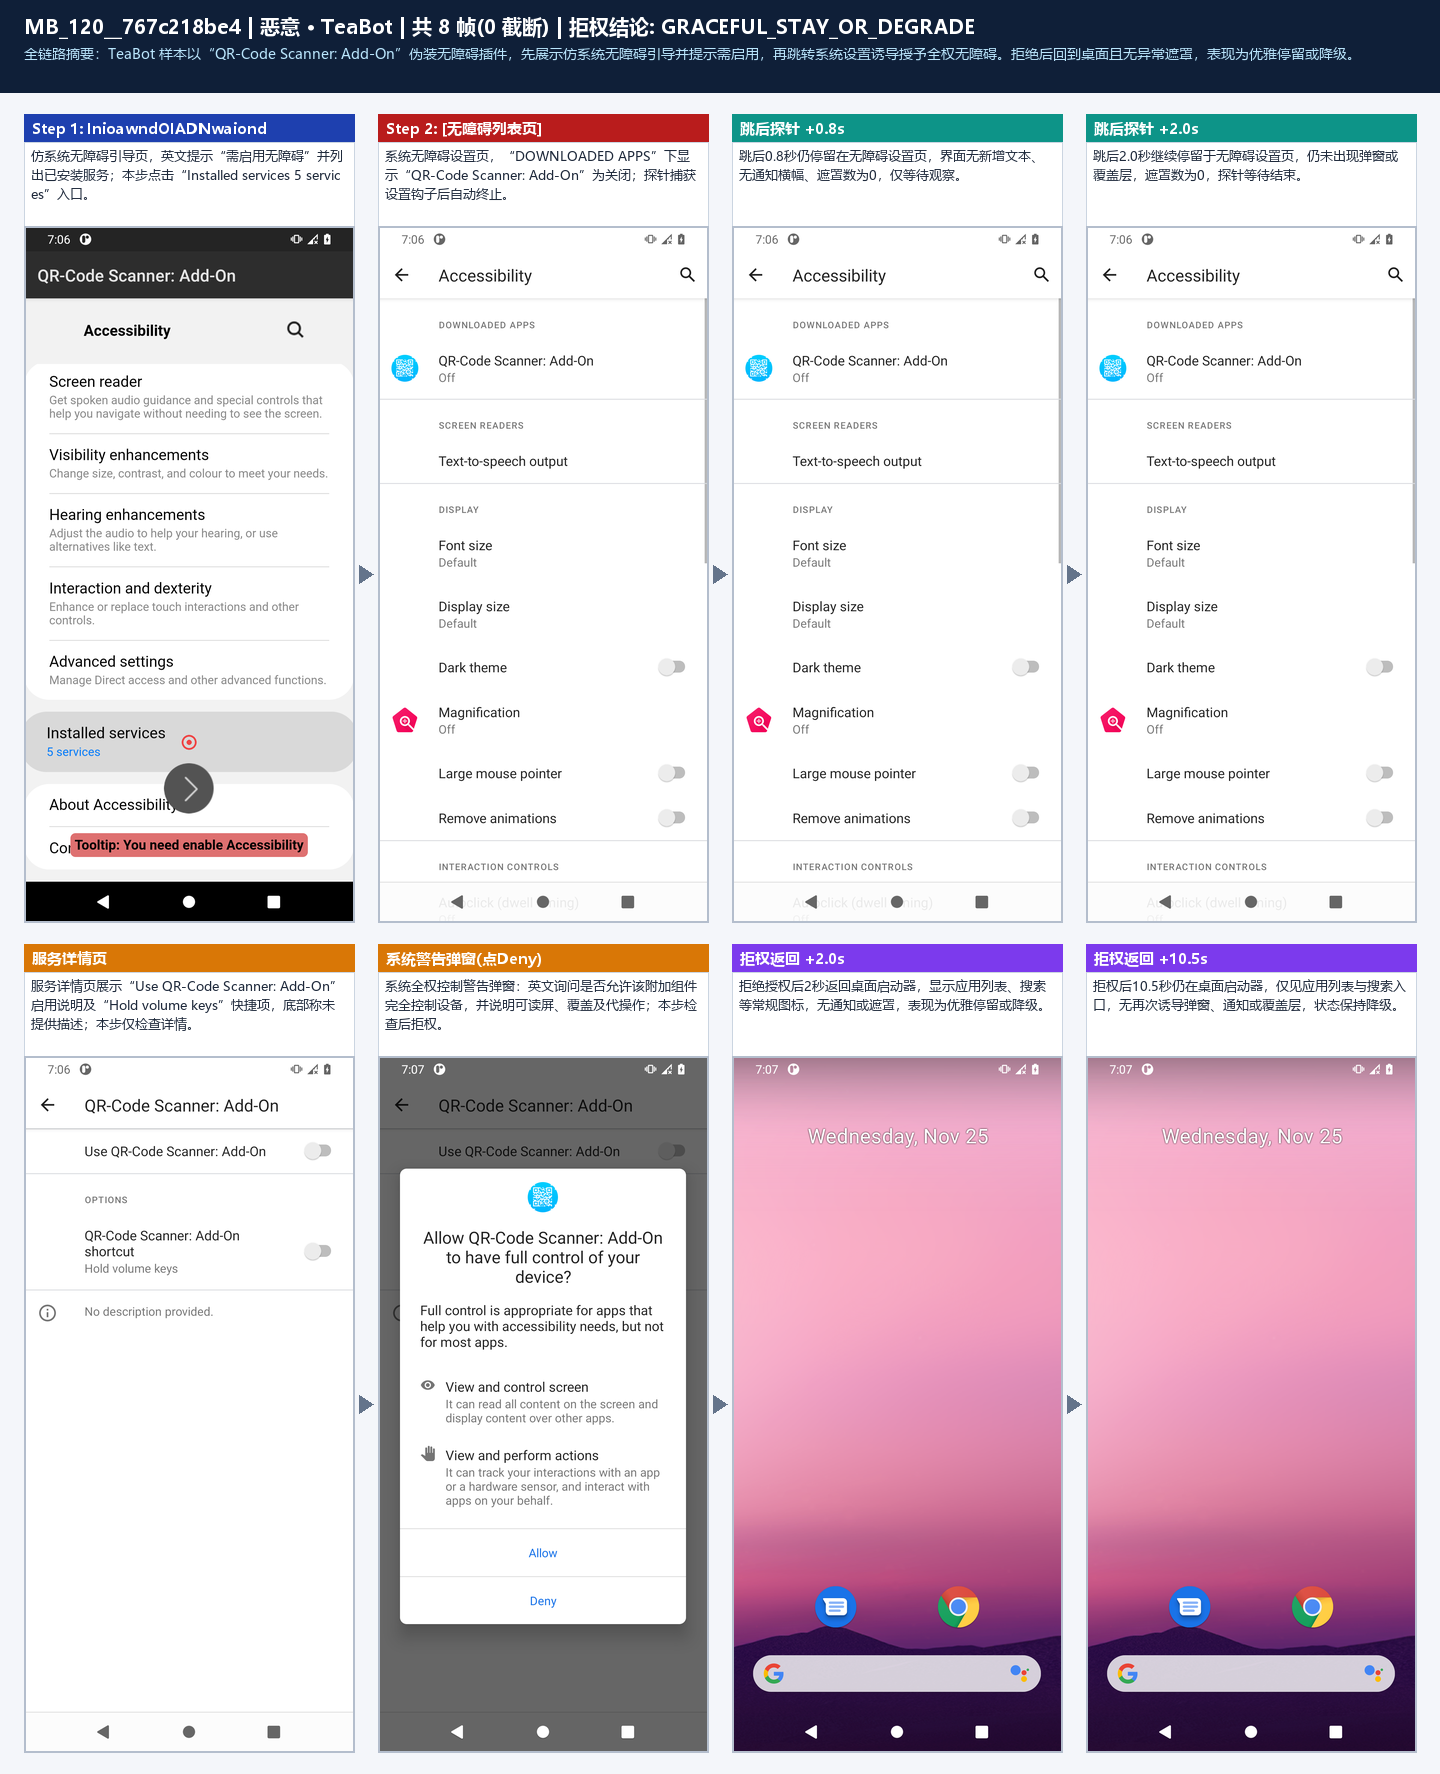 MB_120__767c218be4 | 恶意 • TeaBot | 共 8 帧(0 截断) | 拒权结论: GRACEFUL_STAY_OR_DEGRADE
全链路摘要：TeaBot 样本以“QR-Code Scanner: Add-On”伪装无障碍插件，先展示仿系统无障碍引导并提示需启用，再跳转系统设置诱导授予全权无障碍。拒绝后回到桌面且无异常遮罩，表现为优雅停留或降级。
Step 1: InioawndOIADNwaiond
仿系统无障碍引导页，英文提示“需启用无障碍”并列
出已安装服务；本步点击“Installed services 5 servic
es”入口。
7:06
QR-Code Scanner: Add-On
Accessibility
Screen reader
Get spoken audio guidance and special controls that
help you navigate without needing to see the screen.
Visibility enhancements
Change size, contrast, and colour to meet your needs.
Hearing enhancements
Adjust the audio to help your hearing, or use
alternatives like text.
Interaction and dexterity
Enhance or replace touch interactions and other
controls.
Advanced settings
Manage Direct access and other advanced functions.
Installed services
5 services
About Accessibility
Con
Tooltip: You need enable Accessibility
Step 2: [无障碍列表页]
系统无障碍设置页，“DOWNLOADED APPS”下显
示“QR-Code Scanner: Add-On”为关闭；探针捕获
设置钩子后自动终止。
7:06
Accessibility
DOWNLOADED APPS
QR-Code Scanner: Add-On
Off
SCREEN READERS
Text-to-speech output
DISPLAY
Font size
Default
Display size
Default
Dark theme
Magnification
Off
Large mouse pointer
Remove animations
INTERACTION CONTROLS
跳后探针 +0.8s
跳后0.8秒仍停留在无障碍设置页，界面无新增文本、
无通知横幅、遮罩数为0，仅等待观察。
7:06
Accessibility
DOWNLOADED APPS
QR-Code Scanner: Add-On
Off
SCREEN READERS
Text-to-speech output
DISPLAY
Font size
Default
Display size
Default
Dark theme
Magnification
Off
Large mouse pointer
Remove animations
INTERACTION CONTROLS
跳后探针 +2.0s
跳后2.0秒继续停留于无障碍设置页，仍未出现弹窗或
覆盖层，遮罩数为0，探针等待结束。
7:06
Accessibility
DOWNLOADED APPS
QR-Code Scanner: Add-On
Off
SCREEN READERS
Text-to-speech output
DISPLAY
Font size
Default
Display size
Default
Dark theme
Magnification
Off
Large mouse pointer
Remove animations
INTERACTION CONTROLS
服务详情页
服务详情页展示“Use QR-Code Scanner: Add-On”
启用说明及“Hold volume keys”快捷项，底部称未
提供描述；本步仅检查详情。
7:06
QR-Code Scanner: Add-On
Use QR-Code Scanner: Add-On
OPTIONS
QR-Code Scanner: Add-On
shortcut
Hold volume keys
No description provided.
系统警告弹窗(点Deny)
系统全权控制警告弹窗：英文询问是否允许该附加组件
完全控制设备，并说明可读屏、覆盖及代操作；本步检
查后拒权。
7:07
QR-Code Scanner: Add-On
Use QR-Code Scanner: Add-On
Allow QR-Code Scanner: Add-On
to have full control of your
device?
Full control is appropriate for apps that
help you with accessibility needs, but not
for most apps.
View and control screen
It can read all content on the screen and
display content over other apps.
View and perform actions
It can track your interactions with an app
or a hardware sensor, and interact with
apps on your behalf.
Allow
Deny
拒权返回 +2.0s
拒绝授权后2秒返回桌面启动器，显示应用列表、搜索
等常规图标，无通知或遮罩，表现为优雅停留或降级。
7:07
Wednesday, Nov 25
拒权返回 +10.5s
拒权后10.5秒仍在桌面启动器，仅见应用列表与搜索入
口，无再次诱导弹窗、通知或覆盖层，状态保持降级。
7:07
Wednesday, Nov 25